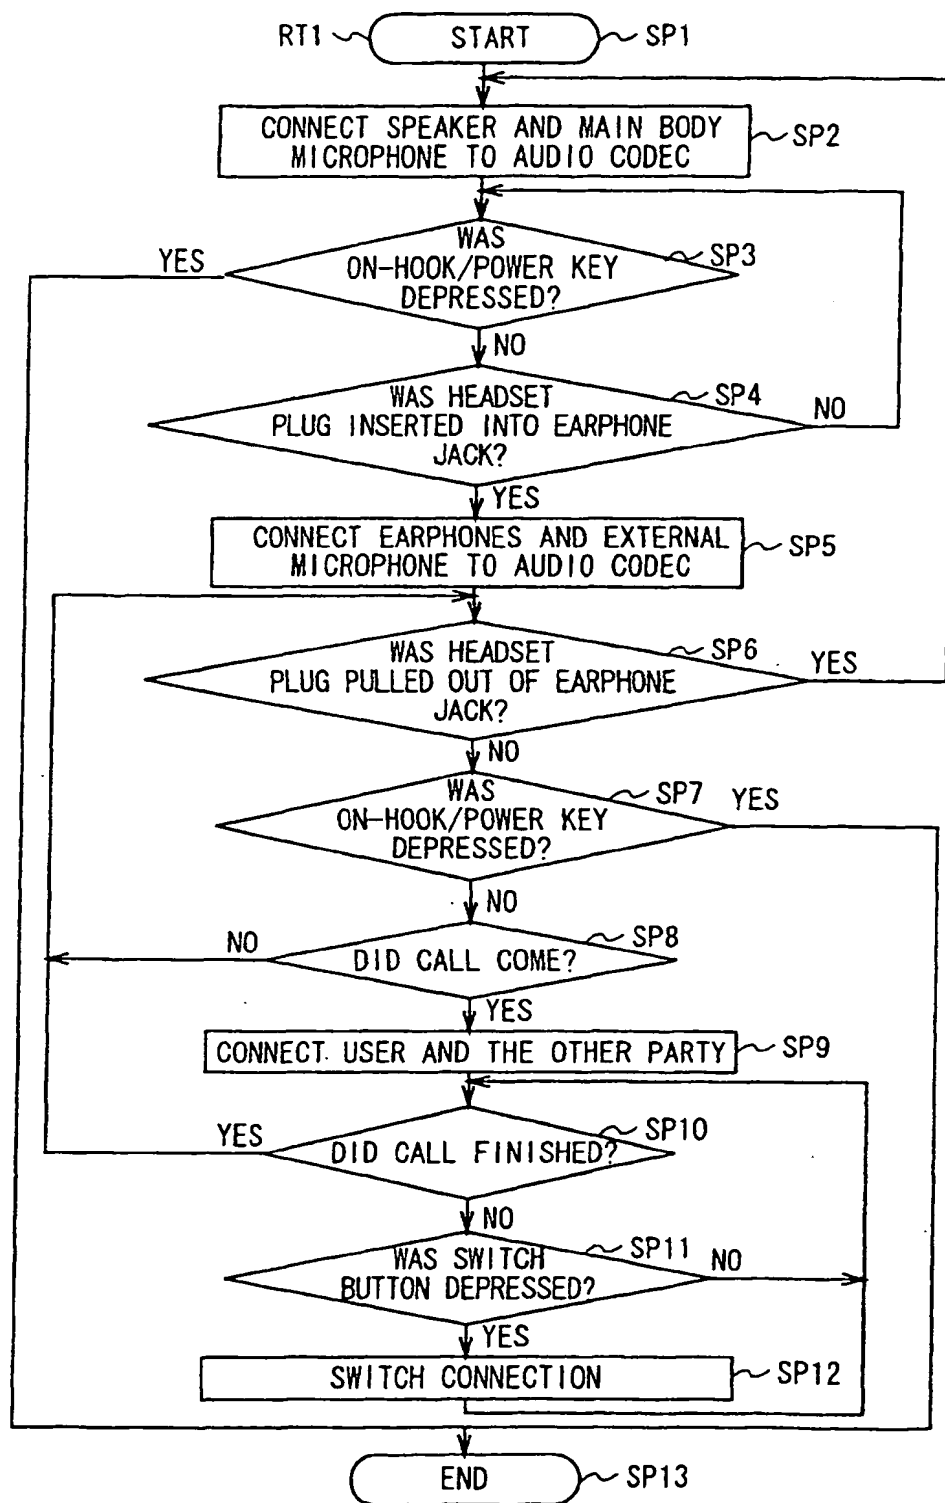 RT1 START SP1
CONNECT SPEAKER AND MAIN BODY
MICROPHONE TO AUDIO CODEC
SP2
WAS
ON-HOOK/POWER KEY
DEPRESSED?
SP3
YES
NO
WAS HEADSET
PLUG INSERTED INTO EARPHONE
JACK?
SP4
NO
YES
CONNECT EARPHONES AND EXTERNAL
MICROPHONE TO AUDIO CODEC
SP5
WAS HEADSET
PLUG PULLED OUT OF EARPHONE
JACK?
SP6
YES
NO
WAS
ON-HOOK/POWER KEY
DEPRESSED?
SP7
YES
NO
DID CALL COME?
SP8
NO
YES
CONNECT USER AND THE OTHER PARTY
SP9
DID CALL FINISHED?
SP10
YES
NO
WAS SWITCH
BUTTON DEPRESSED?
SP11
NO
YES
SWITCH CONNECTION
SP12
END
SP13